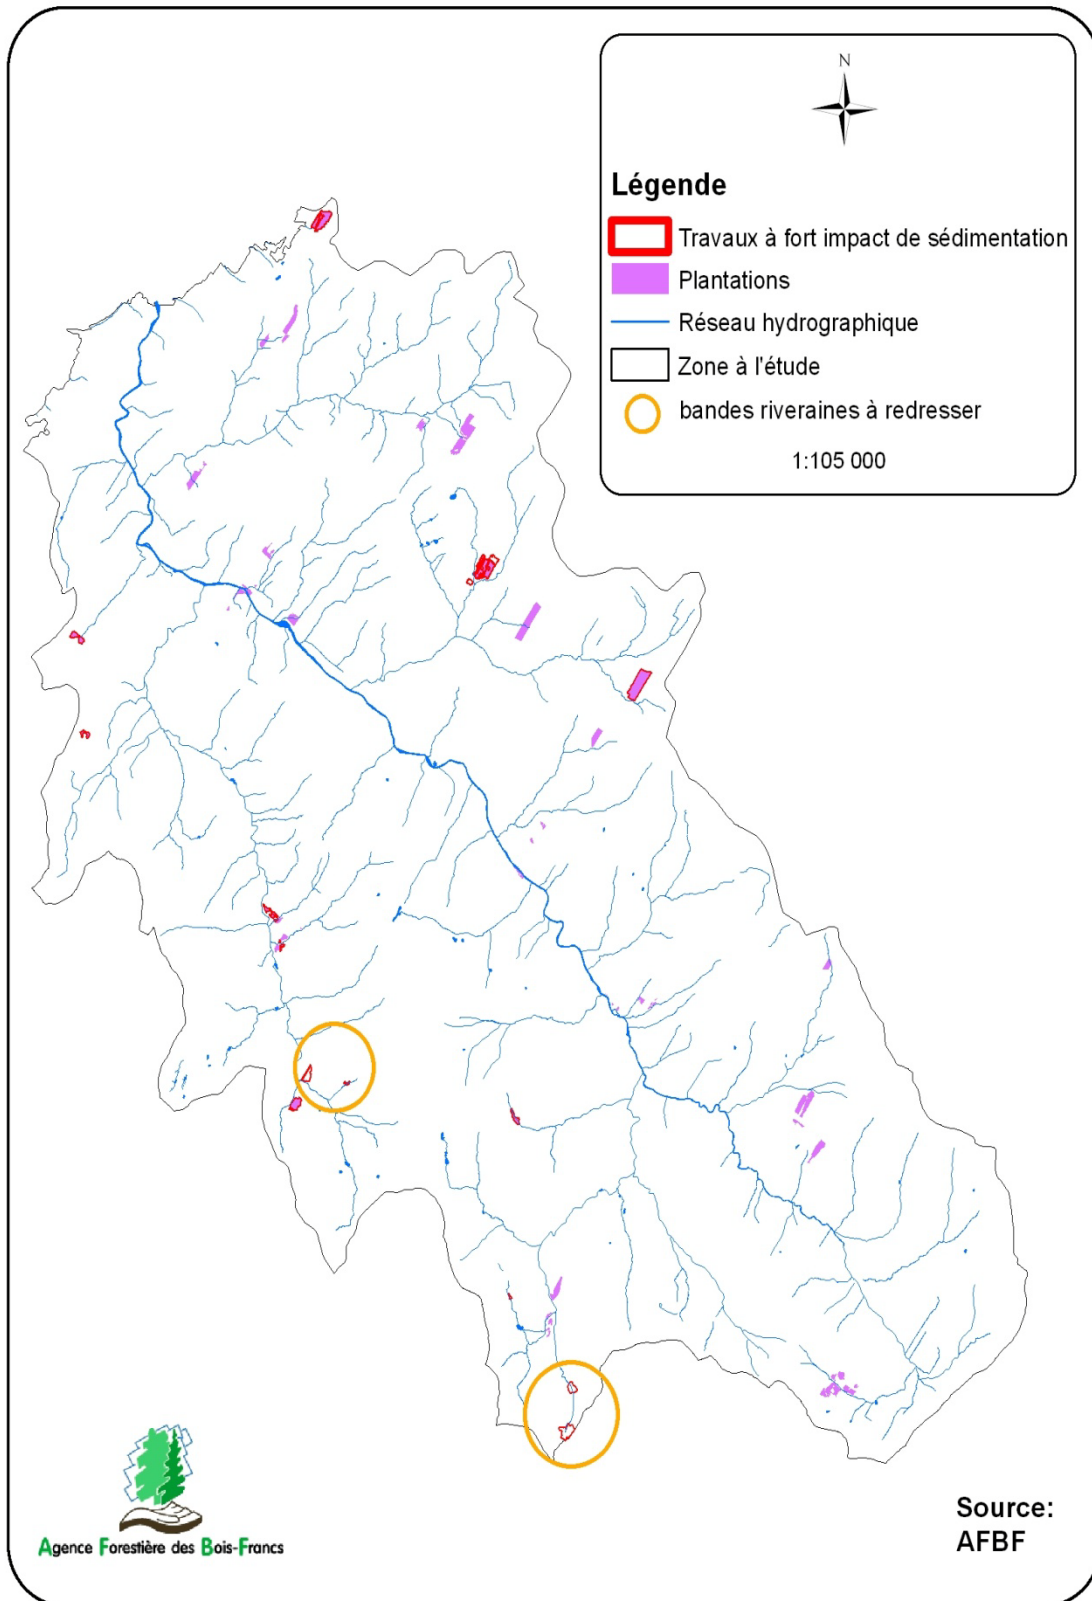 N
Légende
Travaux à fort impact de sédimentation
Plantations
Réseau hydrographique
Zone à l'étude
bandes riveraines à redresser
1:105 000
Agence Forestière des Bois-Francs
Source:
AFBF